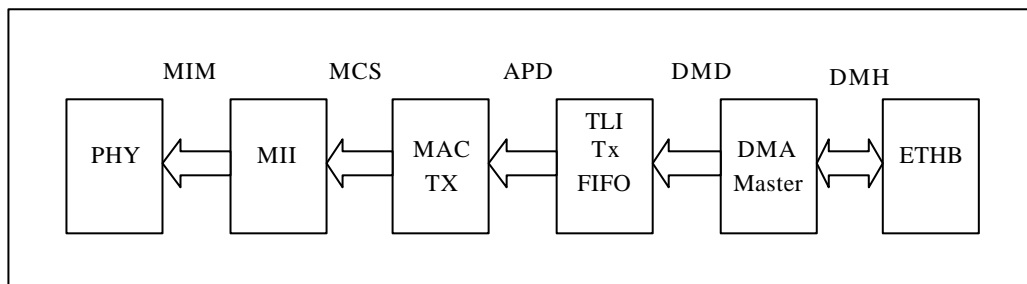 MIM MCS APD DMD DMH
PHY
MII
MAC
TX
TLI
Tx
FIFO
DMA
Master
ETHB